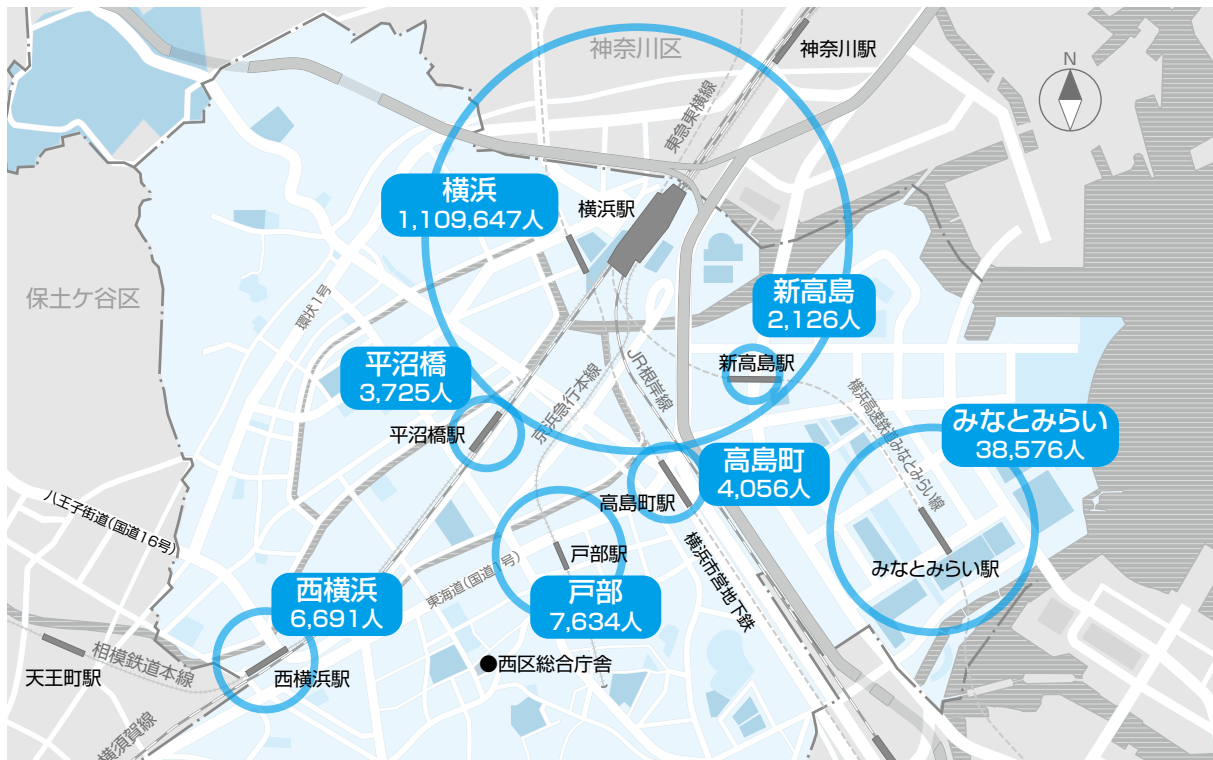 神奈川区
神奈川駅
N
東急東横線
横浜
1,109,647人
横浜駅
保土ケ谷区
環状1号
新高島
2,126人
新高島駅
平沼橋
3,725人
平沼橋駅
京浜急行本線
JR根岸線
横浜高速鉄道みなとみらい線
みなとみらい
38,576人
みなとみらい駅
高島町
4,056人
高島町駅
八王子街道(国道16号)
東海道(国道1号)
戸部駅
戸部
7,634人
横浜市営地下鉄
西横浜
6,691人
西横浜駅
●西区総合庁舎
相模鉄道本線
天王町駅
横須賀線